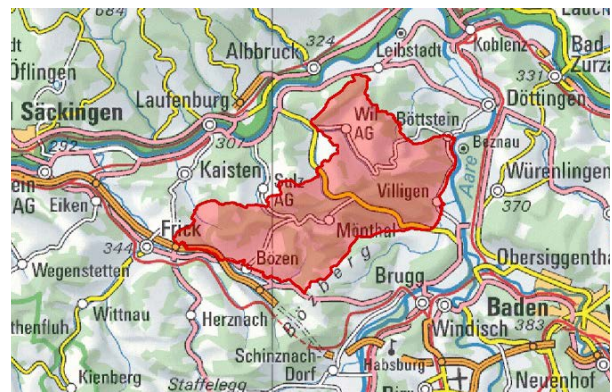 684
Lauch
324
Koblenz
Albbruck
Leibstadt
Bad
Zurza
Öflingen
331
Laufenburg
Döttingen
Säckingen
Wil
AG
Böttstein
Beznau
292
Kaisten
Sulz
AG
Aare
Würenlingen
AG
Eiken
Villigen
370
Frick
Mönthal
344
Bözen
Obersiggenthal
Wegenstetten
Bözberg
Brugg
Baden
Wittnau
Herznach
Windisch
383
Schinznach-
Dorf
Habsburg
Kienberg
Staffelegg
Neuenhof